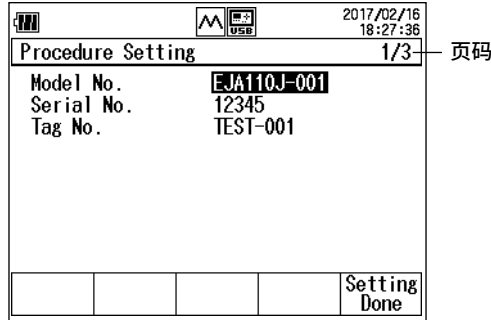 USB
2017/02/16
18:27:36
Procedure Setting 1/3
页码
Model No. EJA110J-001
Serial No. 12345
Tag No. TEST-001
Setting
Done